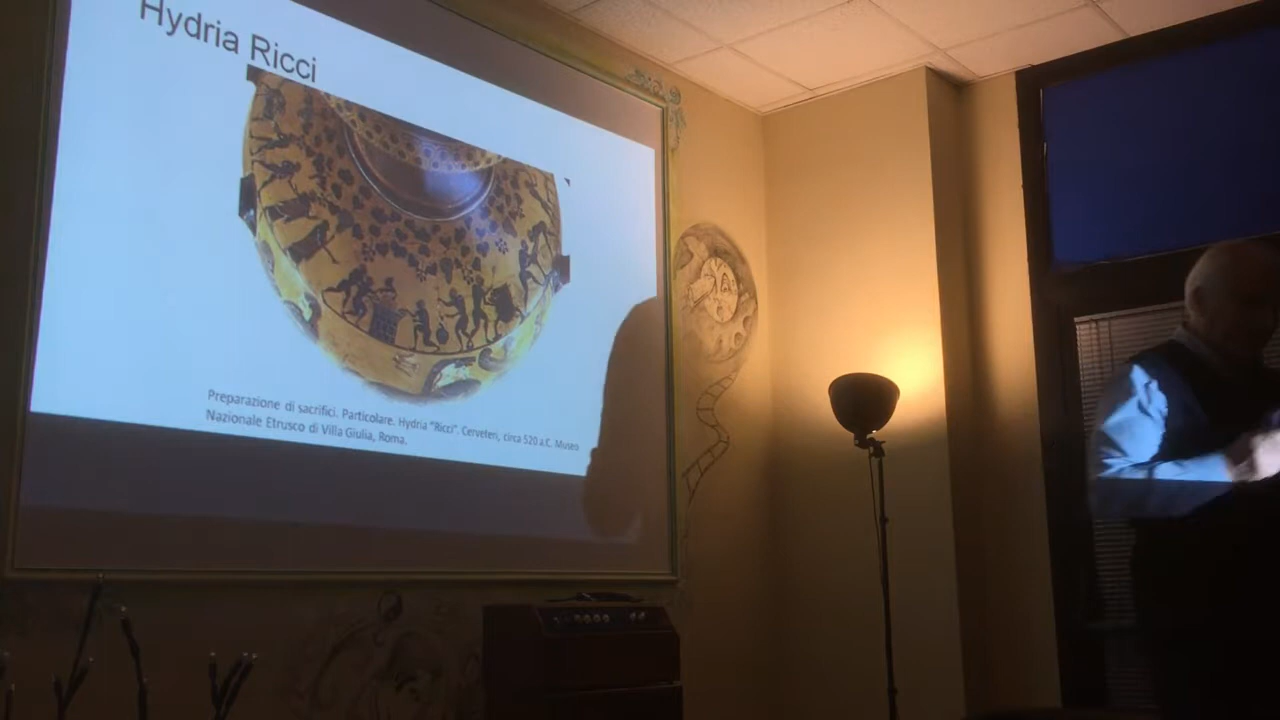 Hydria Ricci
Preparazione di sacrifici. Particolare. Hydria "Ricci". Cerveteri, circa 520 a.C. Museo
Nazionale Etrusco di Villa Giulia, Roma.